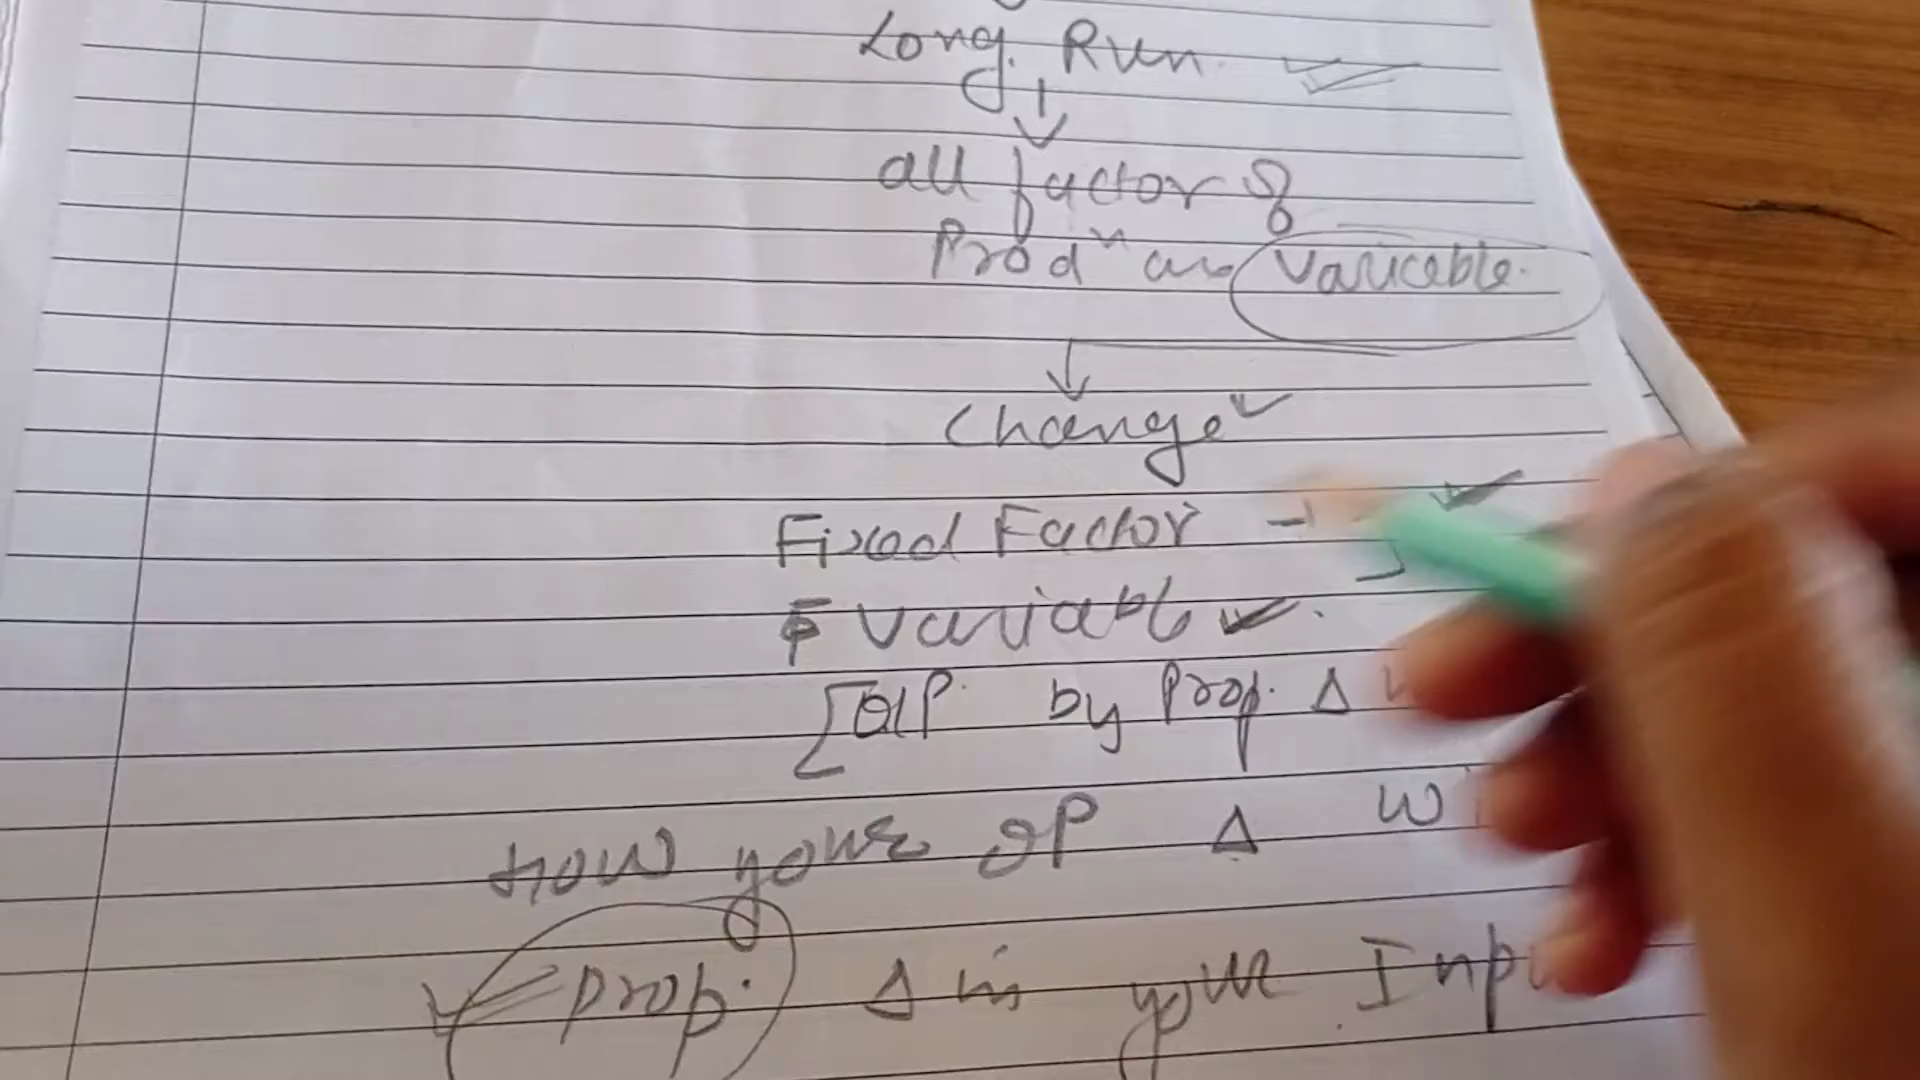 Long Run
all factor of
Prodn are variable.
Change
Fixed Factor →
F variable
by Prop. Δ
how your OP Δ
prop. Δ in your